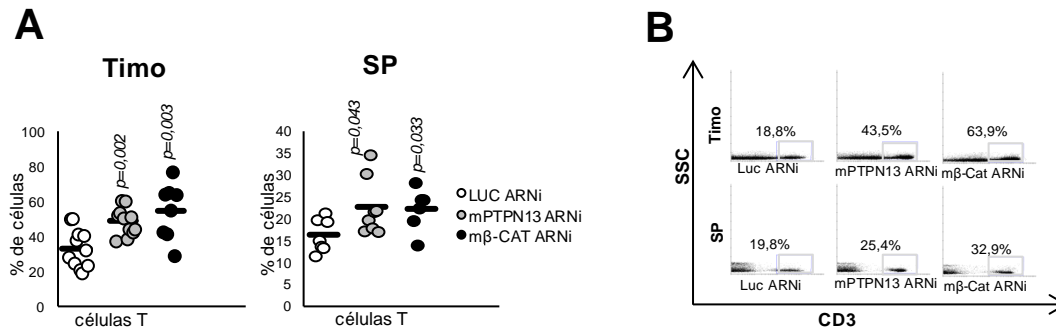 A
Timo
% de células
100
80
60
40
20
0
p=0,002
p=0,003
células T
SP
% de células
40
35
30
25
20
15
10
5
0
p=0,043
p=0,033
células T
LUC ARNi
mPTPN13 ARNi
mβ-CAT ARNi
B
SSC
Timo
18,8%
43,5%
63,9%
Luc ARNi
mPTPN13 ARNi
mβ-Cat ARNi
SP
19,8%
25,4%
32,9%
Luc ARNi
mPTPN13 ARNi
mβ-Cat ARNi
CD3